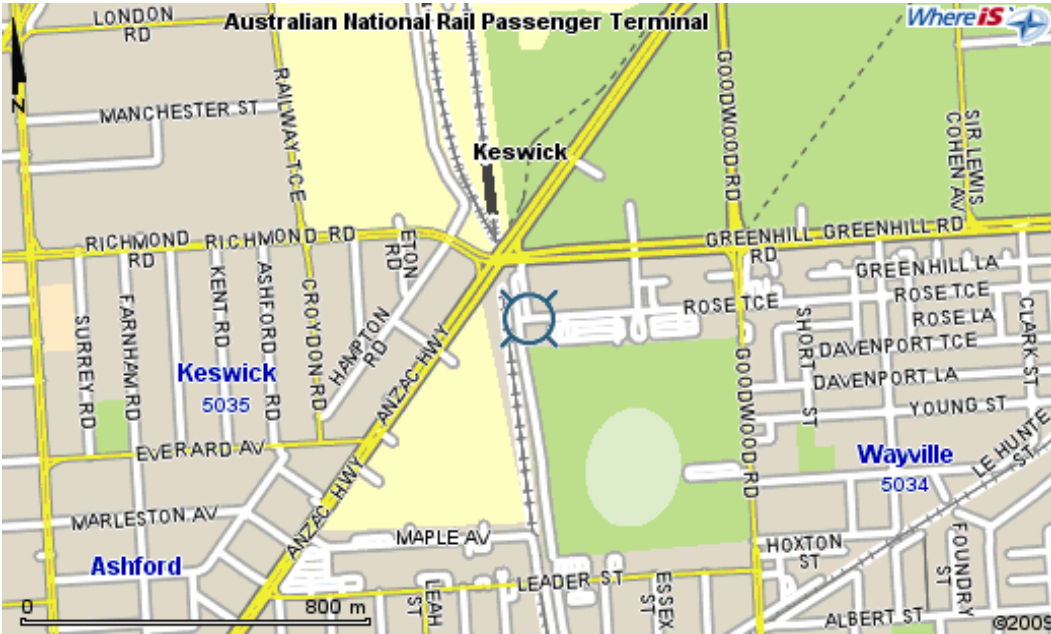 Australian National Rail Passenger Terminal
WhereiS
LONDON
RD
MANCHESTER ST
RAILWAY TCE
N
GOODWOOD RD
SIR LEWIS
COHEN AV
Keswick
RICHMOND
RD
RICHMOND RD
ETON
RD
GREENHILL
RD
GREENHILL RD
GREENHILL LA
ROSE TCE
ROSE TCE
ROSE LA
SHORT ST
CLARK ST
DAVENPORT TCE
DAVENPORT LA
YOUNG ST
SURREY RD
FARNHAM RD
KENT RD
ASHFORD RD
CROYDON RD
HAMPTON
RD
ANZAC HWY
GOODWOOD RD
Keswick
5035
EVERARD AV
Wayville
5034
LE HUNTE
ST
ANZAC HWY
MARLESTON AV
MAPLE AV
HOXTON
ST
FOUNDRY
ST
Ashford
LEADER ST
LEAH
ST
ESSEX
ST
ALBERT ST
0 800 m
©2009